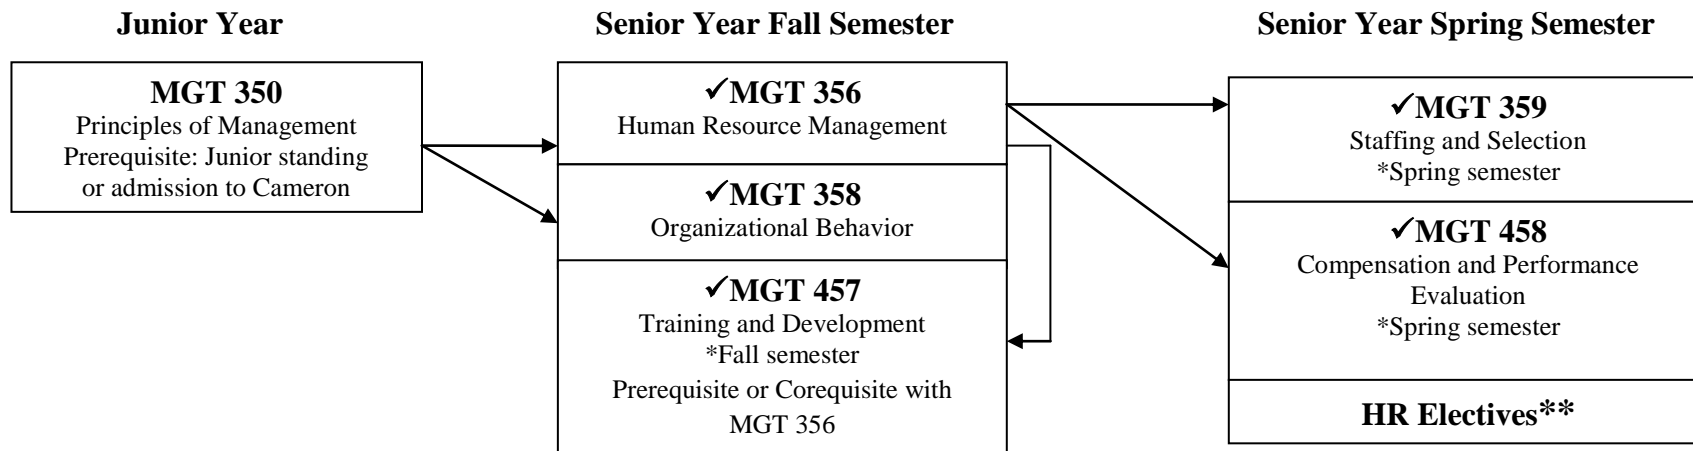 Junior Year
MGT 350
Principles of Management
Prerequisite: Junior standing
or admission to Cameron
Senior Year Fall Semester
✓MGT 356
Human Resource Management
✓MGT 358
Organizational Behavior
✓MGT 457
Training and Development
*Fall semester
Prerequisite or Corequisite with
MGT 356
Senior Year Spring Semester
✓MGT 359
Staffing and Selection
*Spring semester
✓MGT 458
Compensation and Performance
Evaluation
*Spring semester
HR Electives**